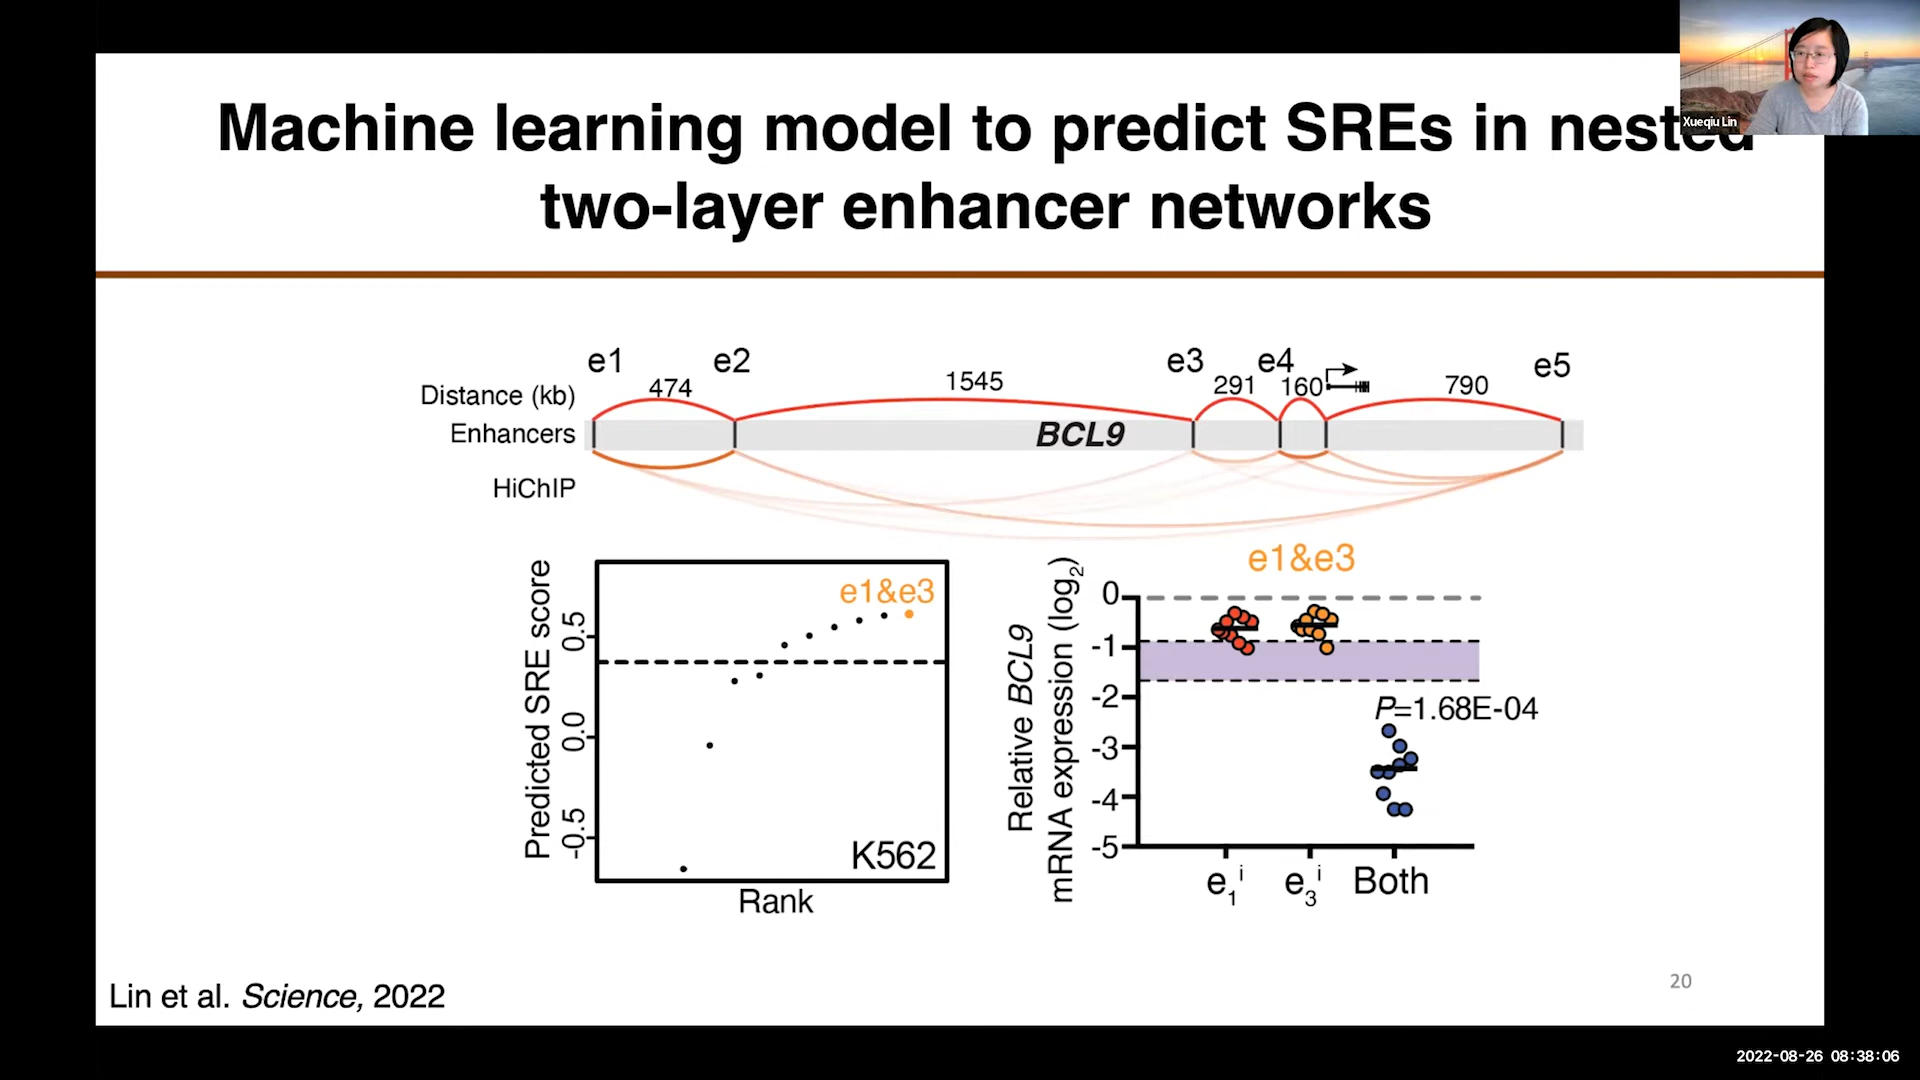 Machine learning model to predict SREs in nested
two-layer enhancer networks
Xueqiu Lin
e1 e2 e3 e4 e5
Distance (kb) 474 1545 291 160 790
Enhancers BCL9
HiChIP
Predicted SRE score
0.5
0.0
-0.5
e1&e3
K562
Rank
e1&e3
Relative BCL9
mRNA expression (log2)
0
-1
-2
-3
-4
-5
P=1.68E-04
e1i e3i Both
Lin et al. Science, 2022
20
2022-08-26 08:38:06